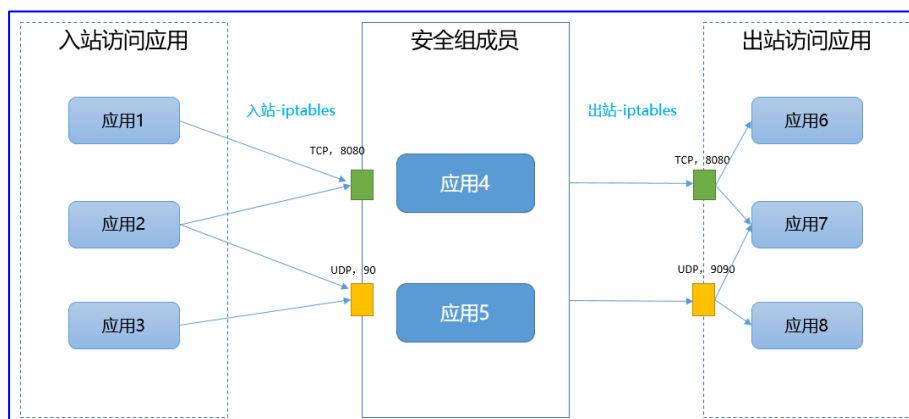 入站访问应用
安全组成员
出站访问应用
入站-iptables
出站-iptables
应用1
应用6
TCP，8080
TCP，8080
应用4
应用2
应用7
UDP，90
UDP，9090
应用5
应用3
应用8